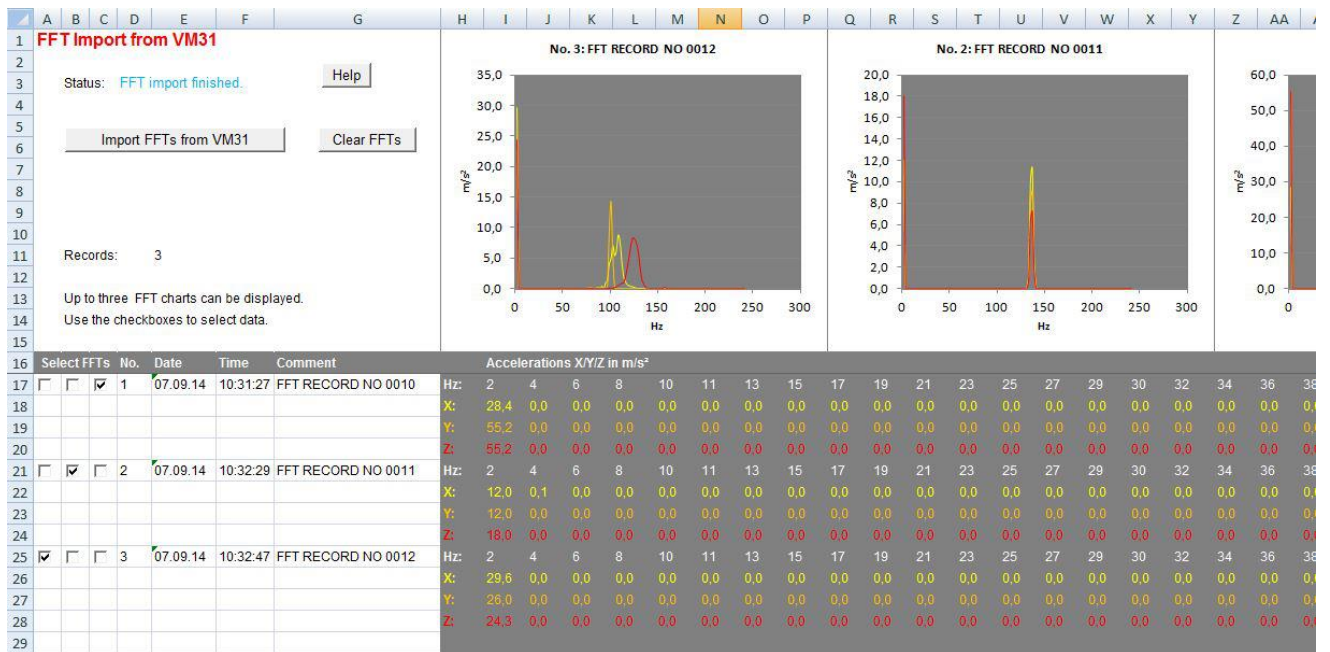 A B C D E F G H I J K L M N O P Q R S T U V W X Y Z AA
1 FFT Import from VM31
2
3 Status: FFT import finished. Help
4
5
6 Import FFTs from VM31 Clear FFTs
7
8
9
10
11 Records: 3
12
13 Up to three FFT charts can be displayed.
14 Use the checkboxes to select data.
15
No. 3: FFT RECORD NO 0012
35,0
30,0
25,0
20,0
15,0
10,0
5,0
0,0
m/s²
0 50 100 150 200 250 300
Hz
No. 2: FFT RECORD NO 0011
20,0
18,0
16,0
14,0
12,0
10,0
8,0
6,0
4,0
2,0
0,0
m/s²
0 50 100 150 200 250 300
Hz
60,0
50,0
40,0
30,0
20,0
10,0
0,0
m/s²
0
16 Select FFTs No. Date Time Comment Accelerations X/Y/Z in m/s²
17 1 07.09.14 10:31:27 FFT RECORD NO 0010 Hz: 2 4 6 8 10 11 13 15 17 19 21 23 25 27 29 30 32 34 36 38
18 X: 28,4 0,0 0,0 0,0 0,0 0,0 0,0 0,0 0,0 0,0 0,0 0,0 0,0 0,0 0,0 0,0 0,0 0,0 0,0
19 Y: 55,2 0,0 0,0 0,0 0,0 0,0 0,0 0,0 0,0 0,0 0,0 0,0 0,0 0,0 0,0 0,0 0,0 0,0 0,0
20 Z: 55,2 0,0 0,0 0,0 0,0 0,0 0,0 0,0 0,0 0,0 0,0 0,0 0,0 0,0 0,0 0,0 0,0 0,0 0,0
21 2 07.09.14 10:32:29 FFT RECORD NO 0011 Hz: 2 4 6 8 10 11 13 15 17 19 21 23 25 27 29 30 32 34 36 38
22 X: 12,0 0,1 0,0 0,0 0,0 0,0 0,0 0,0 0,0 0,0 0,0 0,0 0,0 0,0 0,0 0,0 0,0 0,0 0,0
23 Y: 12,0 0,0 0,0 0,0 0,0 0,0 0,0 0,0 0,0 0,0 0,0 0,0 0,0 0,0 0,0 0,0 0,0 0,0 0,0
24 Z: 18,0 0,0 0,0 0,0 0,0 0,0 0,0 0,0 0,0 0,0 0,0 0,0 0,0 0,0 0,0 0,0 0,0 0,0 0,0
25 3 07.09.14 10:32:47 FFT RECORD NO 0012 Hz: 2 4 6 8 10 11 13 15 17 19 21 23 25 27 29 30 32 34 36 38
26 X: 29,6 0,0 0,0 0,0 0,0 0,0 0,0 0,0 0,0 0,0 0,0 0,0 0,0 0,0 0,0 0,0 0,0 0,0 0,0
27 Y: 26,0 0,0 0,0 0,0 0,0 0,0 0,0 0,0 0,0 0,0 0,0 0,0 0,0 0,0 0,0 0,0 0,0 0,0 0,0
28 Z: 24,3 0,0 0,0 0,0 0,0 0,0 0,0 0,0 0,0 0,0 0,0 0,0 0,0 0,0 0,0 0,0 0,0 0,0 0,0
29